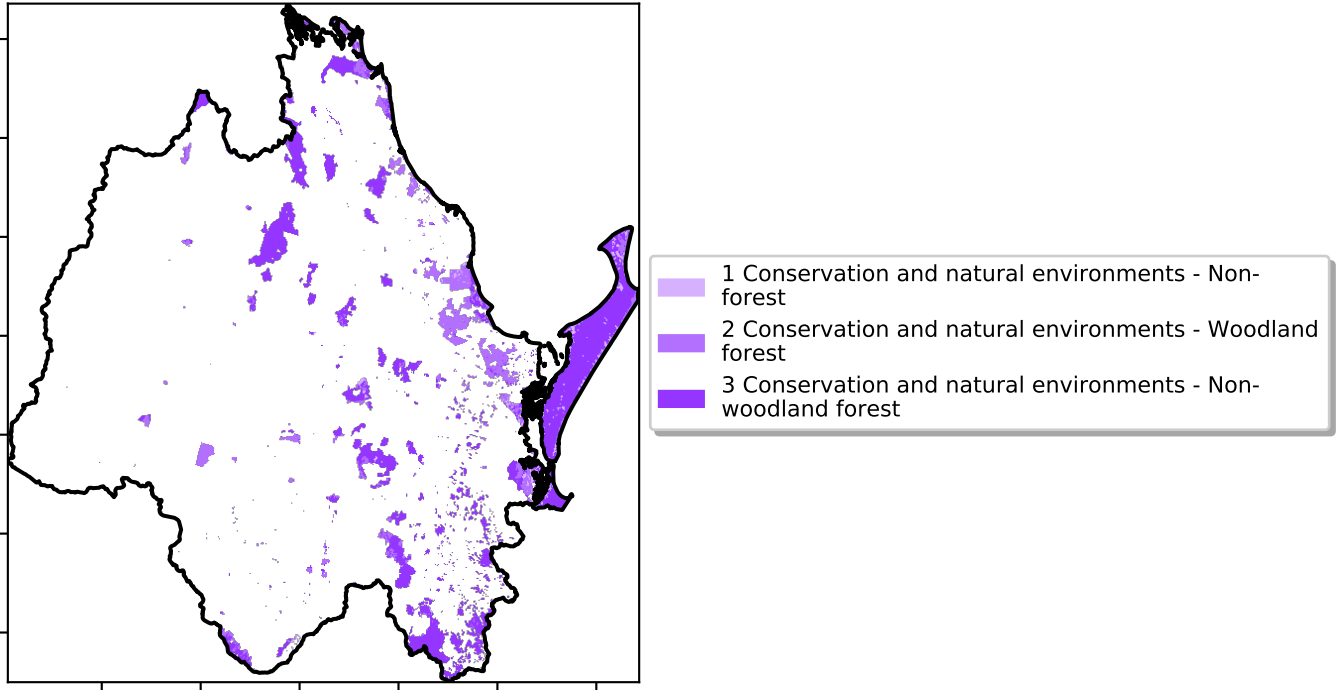 1 Conservation and natural environments - Non-
forest
2 Conservation and natural environments - Woodland
forest
3 Conservation and natural environments - Non-
woodland forest